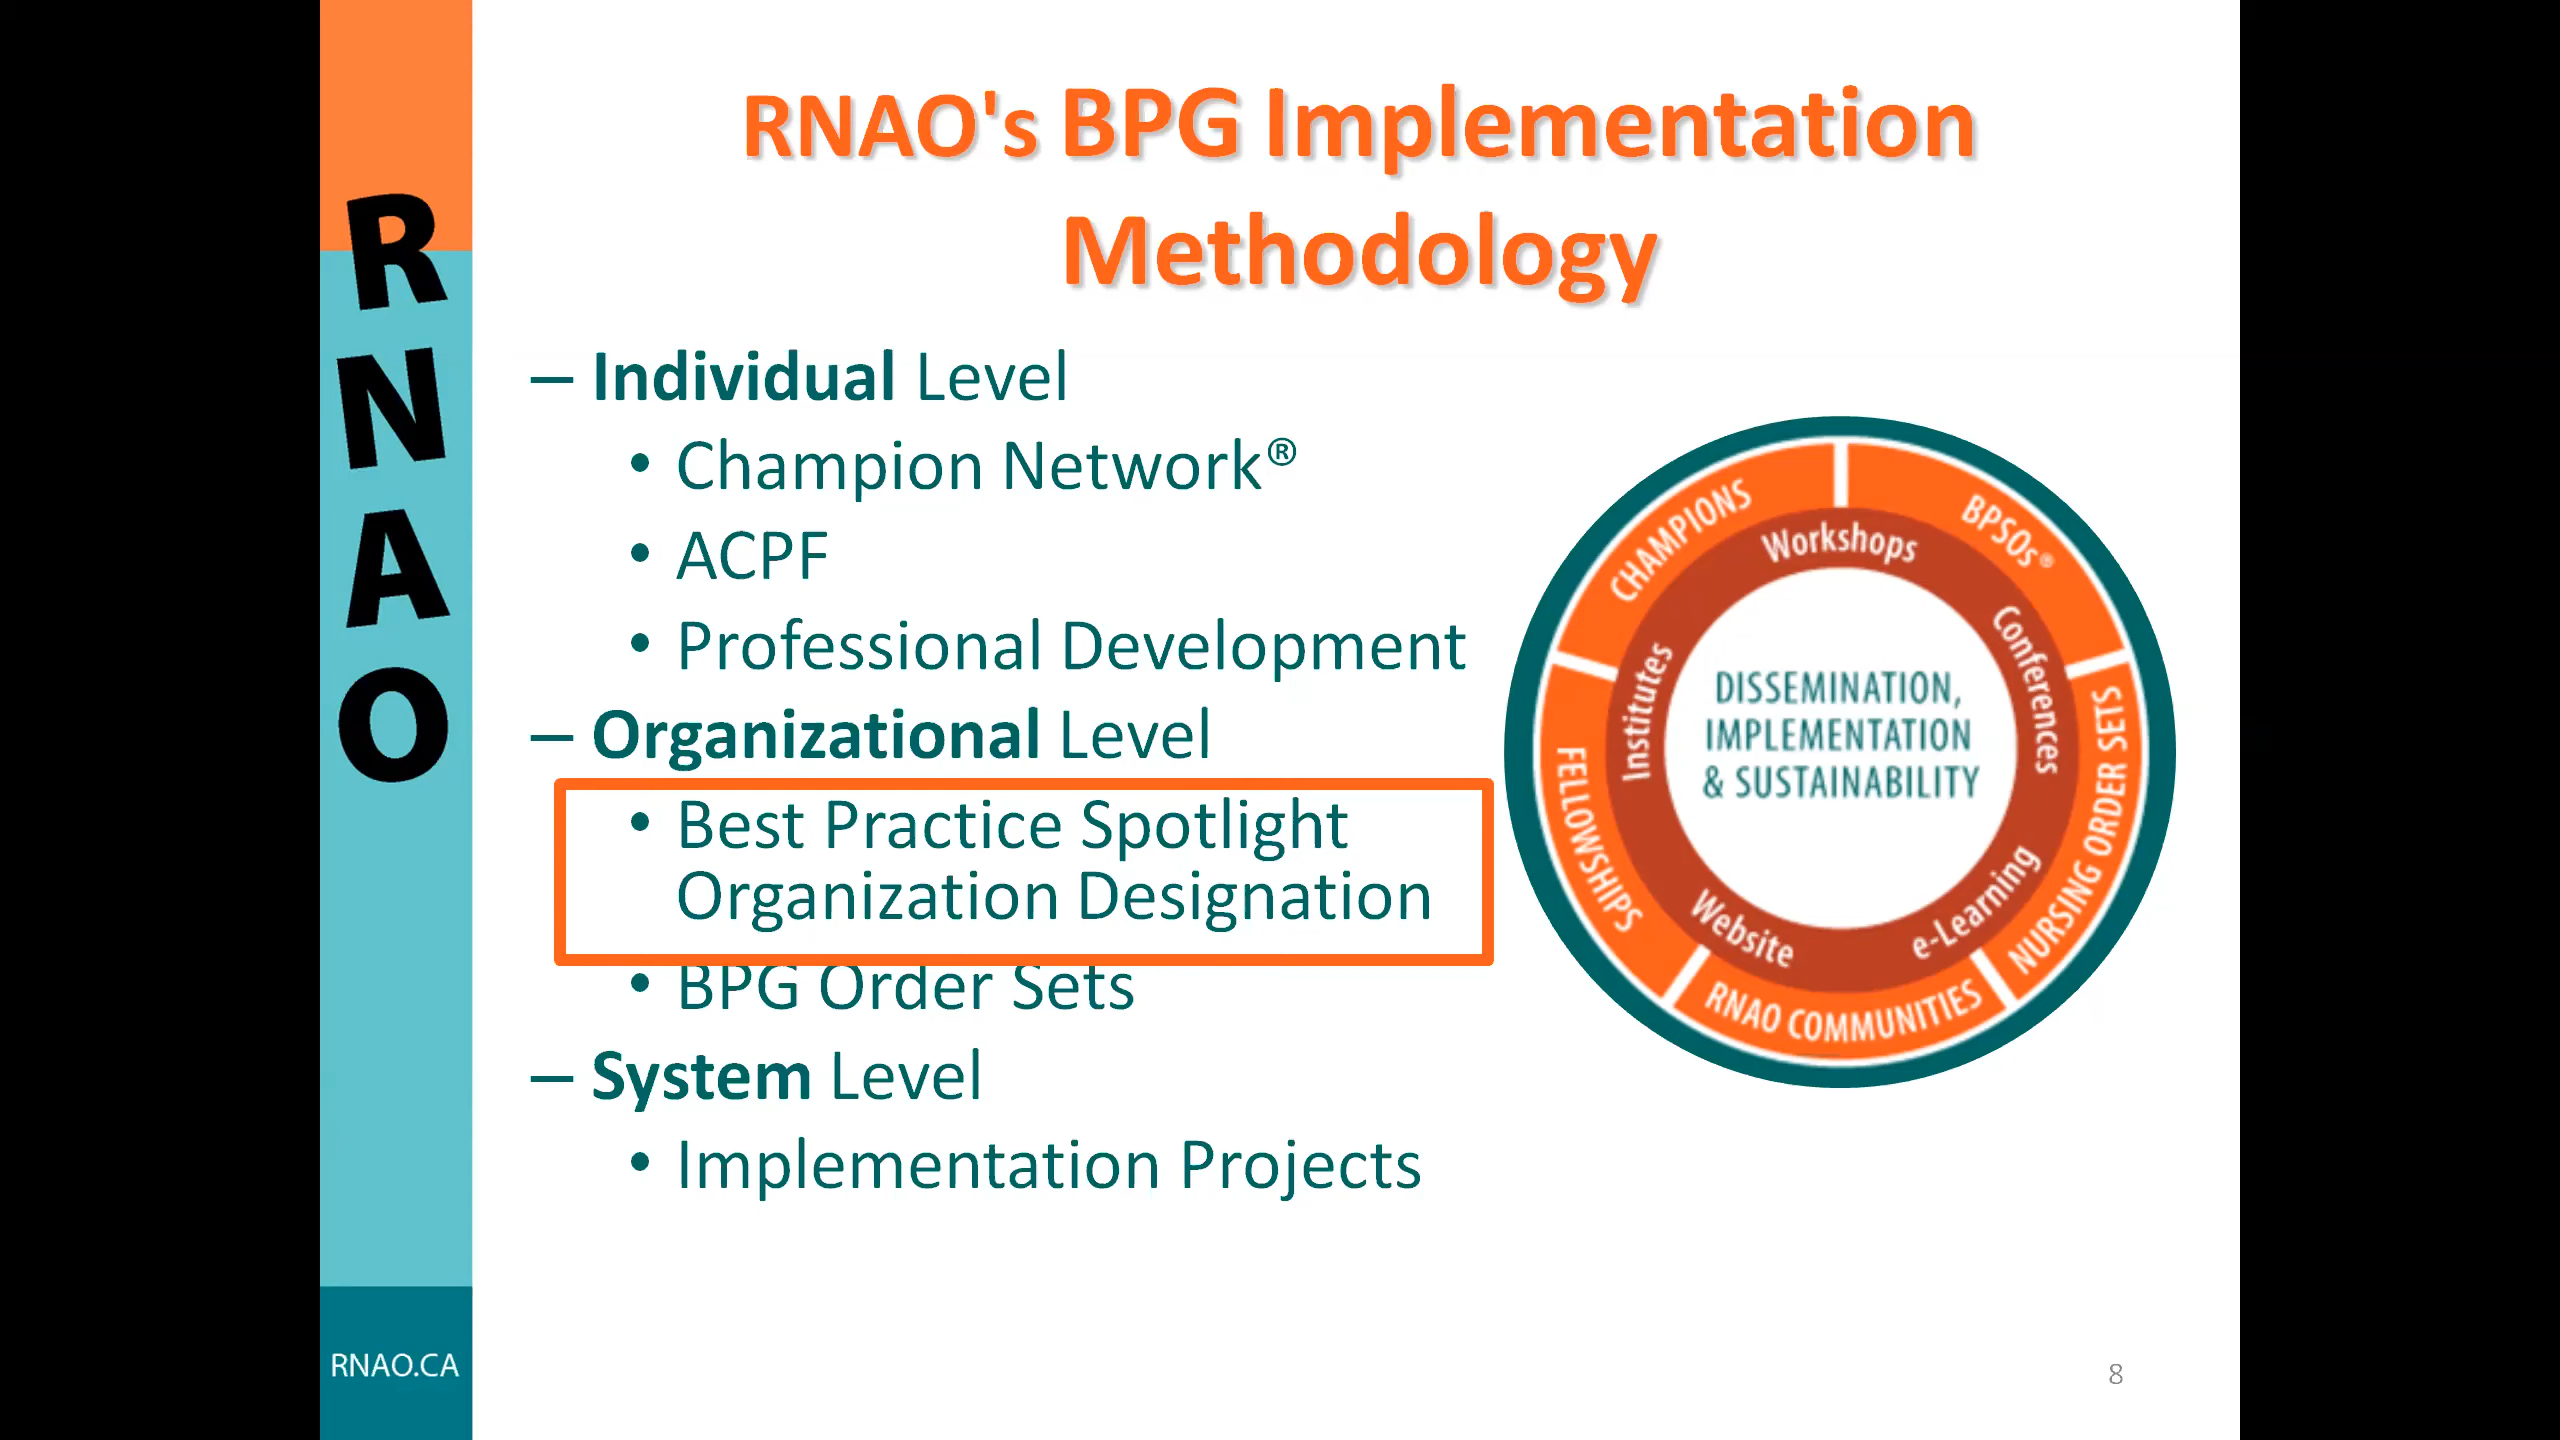 RNAO's BPG Implementation
Methodology
R
N
A
O
– Individual Level
• Champion Network®
• ACPF
• Professional Development
– Organizational Level
• Best Practice Spotlight
Organization Designation
• BPG Order Sets
– System Level
• Implementation Projects
CHAMPIONS
BPSOs®
NURSING ORDER SETS
RNAO COMMUNITIES
FELLOWSHIPS
Workshops
Conferences
e-Learning
Website
Institutes
DISSEMINATION,
IMPLEMENTATION
& SUSTAINABILITY
RNAO.CA
8